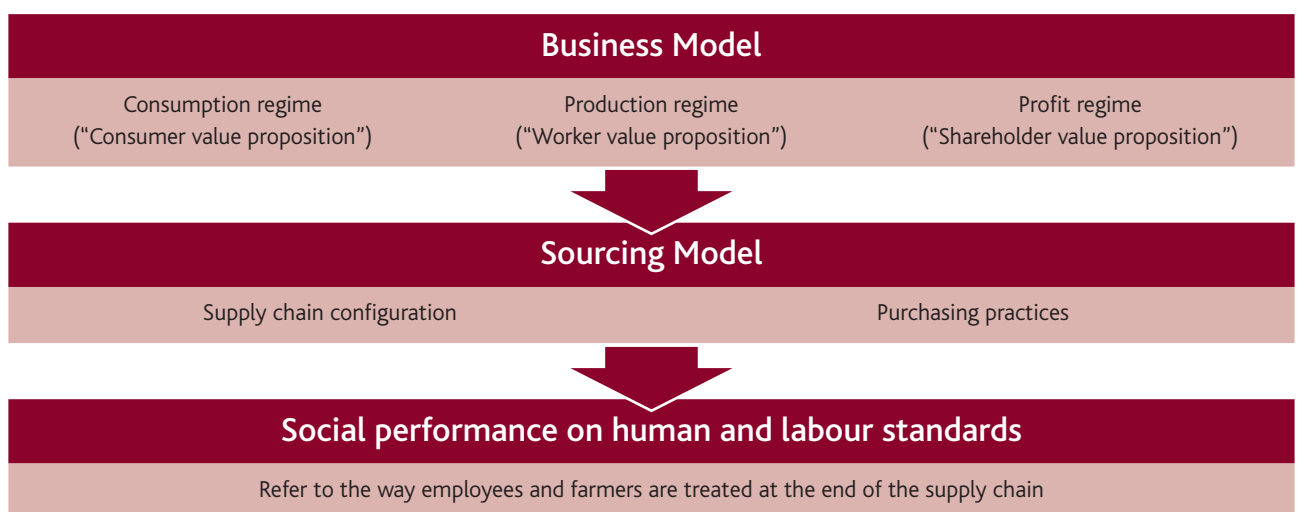 Business Model
Consumption regime
(“Consumer value proposition”)
Production regime
(“Worker value proposition”)
Profit regime
(“Shareholder value proposition”)
Sourcing Model
Supply chain configuration
Purchasing practices
Social performance on human and labour standards
Refer to the way employees and farmers are treated at the end of the supply chain